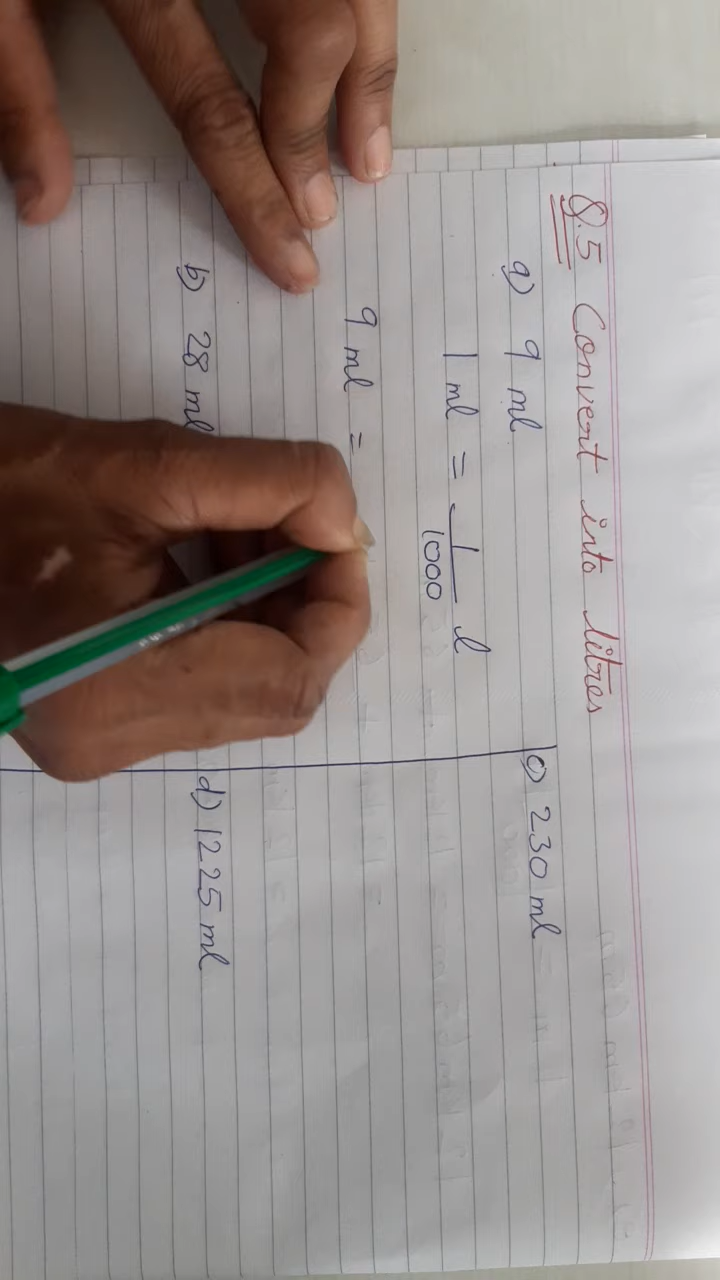 Q.5 Convert into litres
a) 9 ml
1 ml = 1/1000 l
9 ml =
b) 28 ml
c) 230 ml =
d) 1225 ml